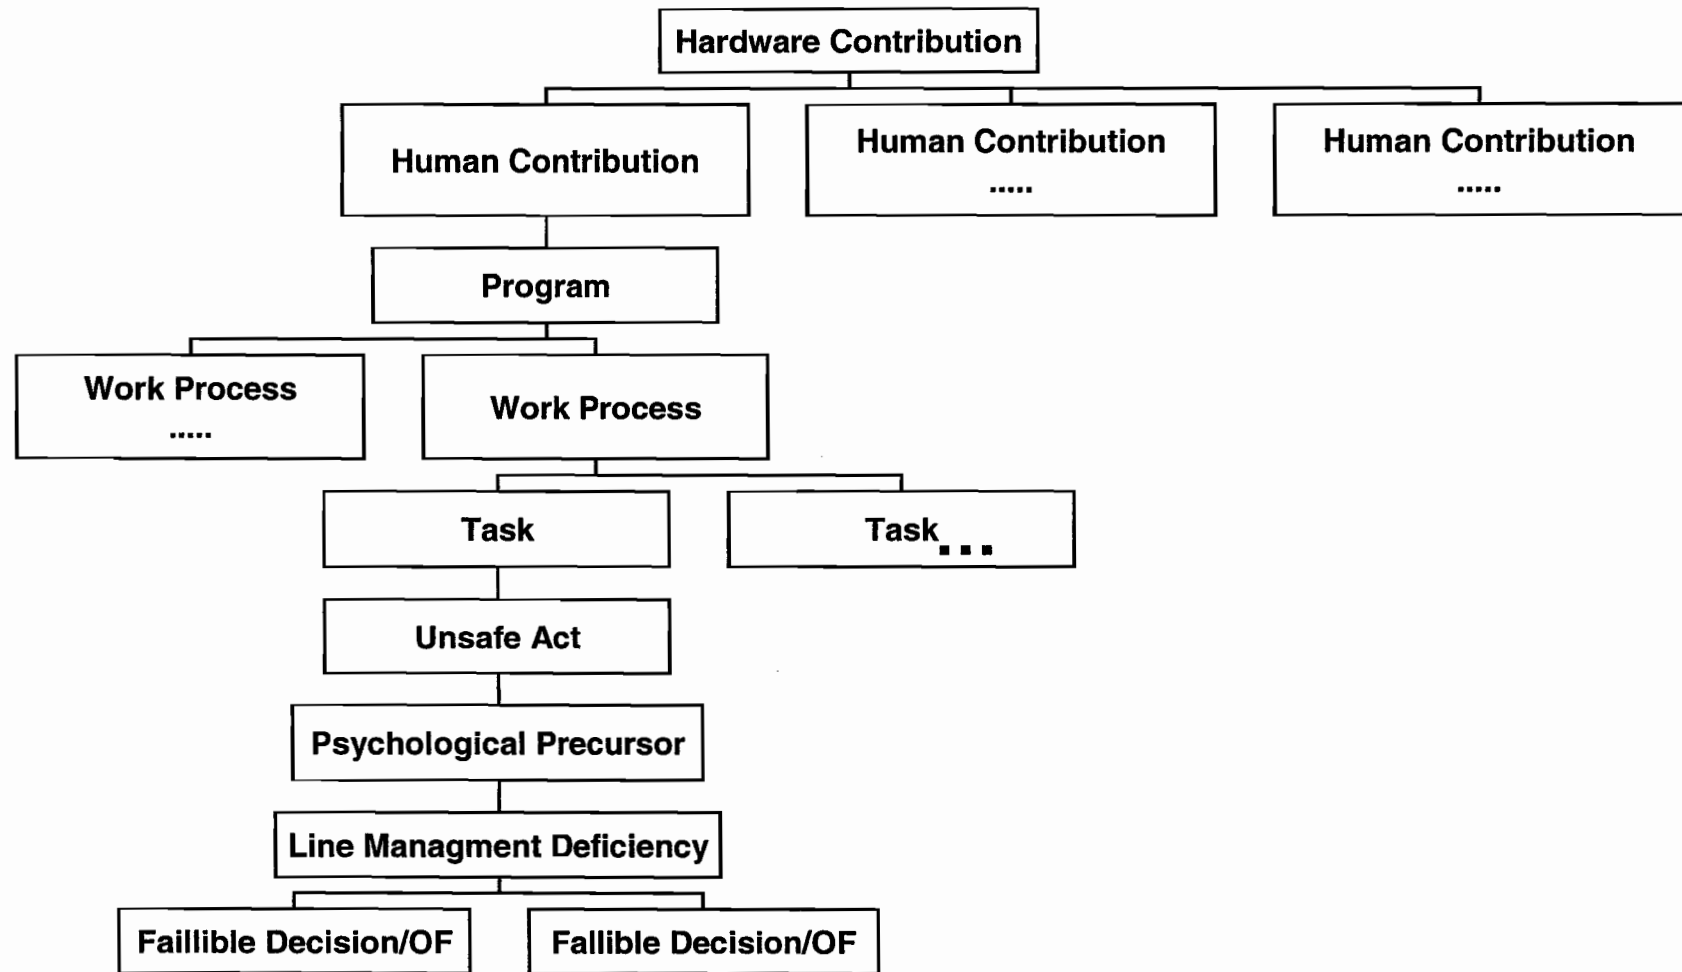 Hardware Contribution
Human Contribution
Human Contribution
.....
Human Contribution
.....
Program
Work Process
.....
Work Process
Task
Task...
Unsafe Act
Psychological Precursor
Line Managment Deficiency
Faillible Decision/OF
Fallible Decision/OF